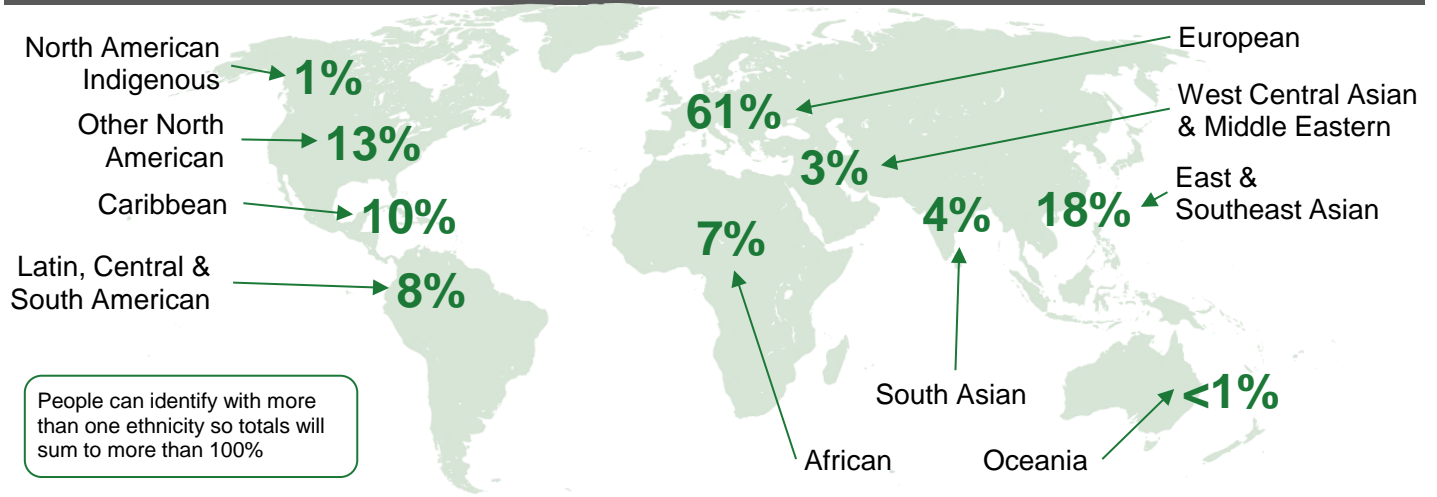 North American
Indigenous
1%
Other North
American
13%
Caribbean
10%
Latin, Central &
South American
8%
European
61%
West Central Asian
& Middle Eastern
3%
East &
Southeast Asian
18%
4%
South Asian
7%
African
<1%
Oceania
People can identify with more
than one ethnicity so totals will
sum to more than 100%